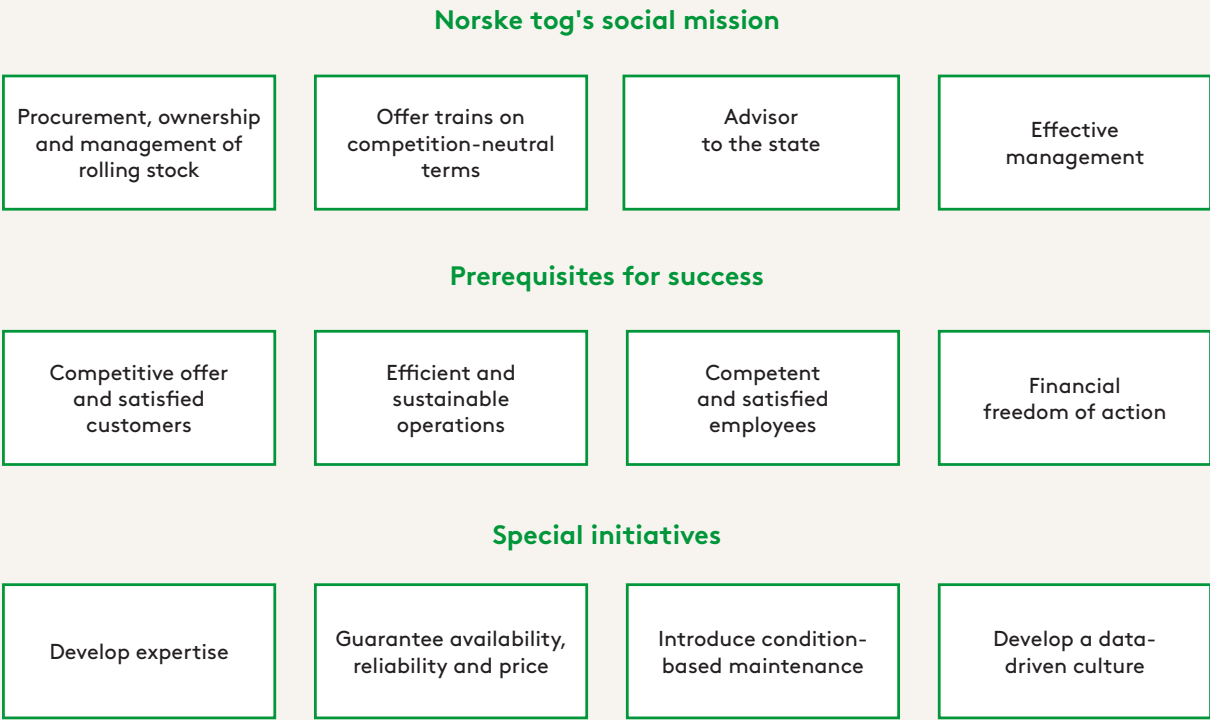 Norske tog's social mission
Procurement, ownership
and management of
rolling stock
Offer trains on
competition-neutral
terms
Advisor
to the state
Effective
management
Prerequisites for success
Competitive offer
and satisfied
customers
Efficient and
sustainable
operations
Competent
and satisfied
employees
Financial
freedom of action
Special initiatives
Develop expertise
Guarantee availability,
reliability and price
Introduce condition-
based maintenance
Develop a data-
driven culture